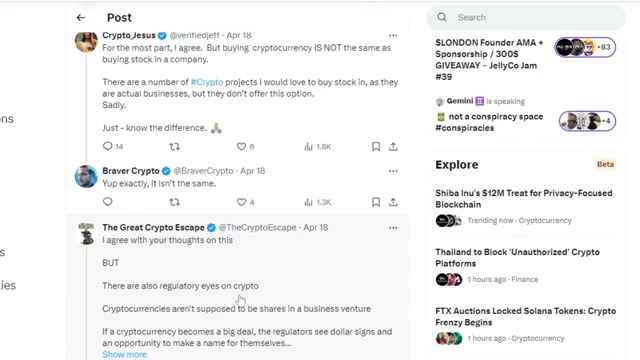 Post
Crypto_Jesus @verifiedjeff · Apr 18 ...
For the most part, I agree. But buying cryptocurrency IS NOT the same as
buying stock in a company.
There are a number of #Crypto projects I would love to buy stock in, as they
are actual businesses, but they don't offer this option.
Sadly.
Just - know the difference.
14 6 1.8K
Braver Crypto @BraverCrypto · Apr 18 ...
Yup exactly, it isn't the same.
4 1.3K
The Great Crypto Escape @TheCryptoEscape · Apr 18 ...
I agree with your thoughts on this
BUT
There are also regulatory eyes on crypto
Cryptocurrencies aren't supposed to be shares in a business venture
If a cryptocurrency becomes a big deal, the regulators see dollar signs and
an opportunity to make a name for themselves...
Show more
ons
s
ties
Search
$LONDON Founder AMA +
Sponsorship / 300$
GIVEAWAY ~ JellyCo Jam
#39
+83
Gemini is speaking
not a conspiracy space
#conspiracies
+4
Explore Beta
Shiba Inu's $12M Treat for Privacy-Focused
Blockchain
Trending now · Cryptocurrency
Thailand to Block 'Unauthorized' Crypto
Platforms
1 hours ago · Finance
FTX Auctions Locked Solana Tokens: Crypto
Frenzy Begins
1 hours ago · Cryptocurrency